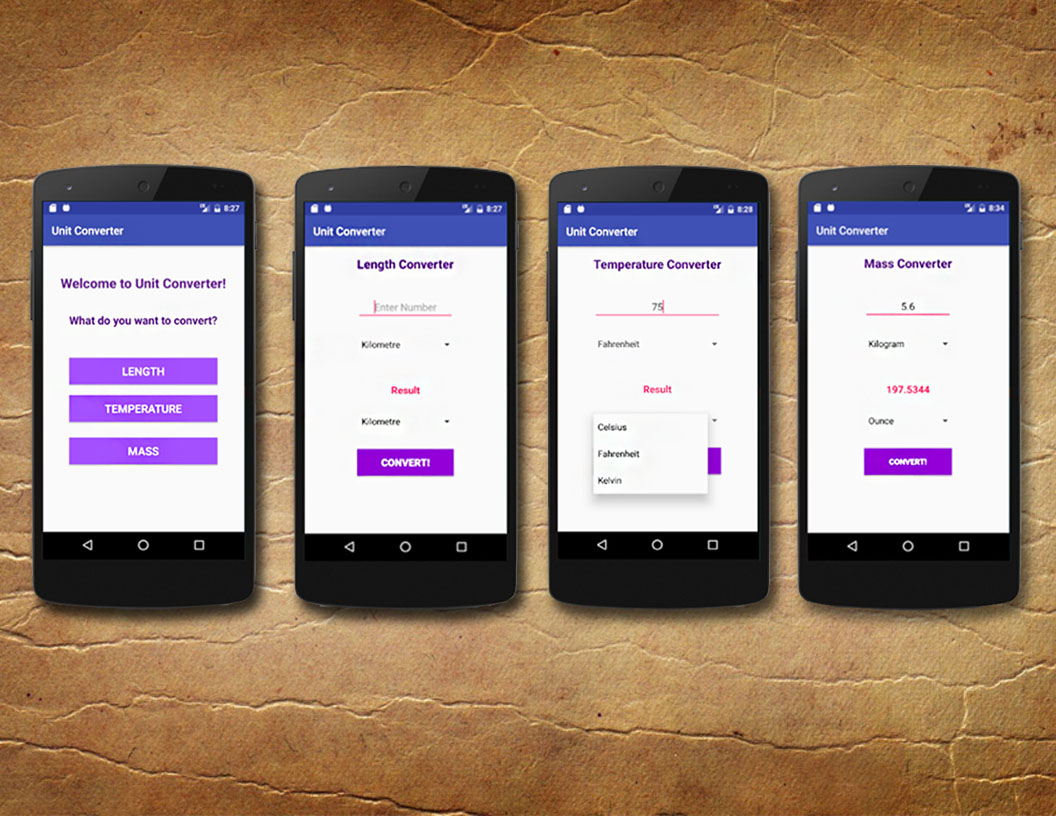 8:27
Unit Converter
Welcome to Unit Converter!
What do you want to convert?
LENGTH
TEMPERATURE
MASS
8:27
Unit Converter
Length Converter
Enter Number
Kilometre
Result
Kilometre
CONVERT!
8:28
Unit Converter
Temperature Converter
75
Fahrenheit
Result
Celsius
Fahrenheit
Kelvin
8:34
Unit Converter
Mass Converter
5.6
Kilogram
197.5344
Ounce
CONVERT!